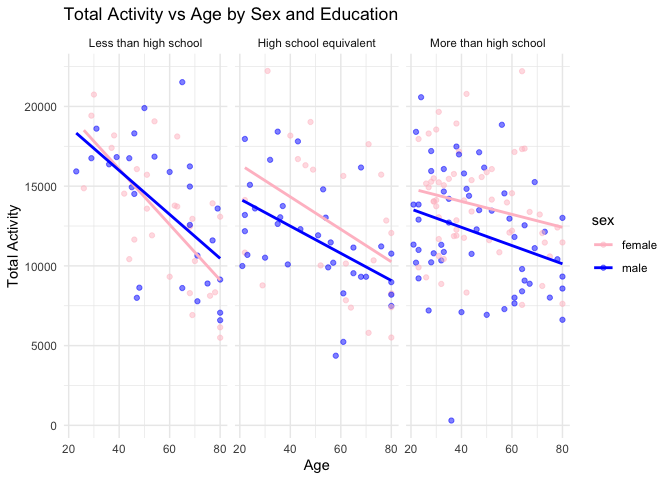 Total Activity vs Age by Sex and Education
Less than high school
High school equivalent
More than high school
20000
15000
10000
5000
0
Total Activity
20 40 60 80 20 40 60 80 20 40 60 80
Age
sex
female
male